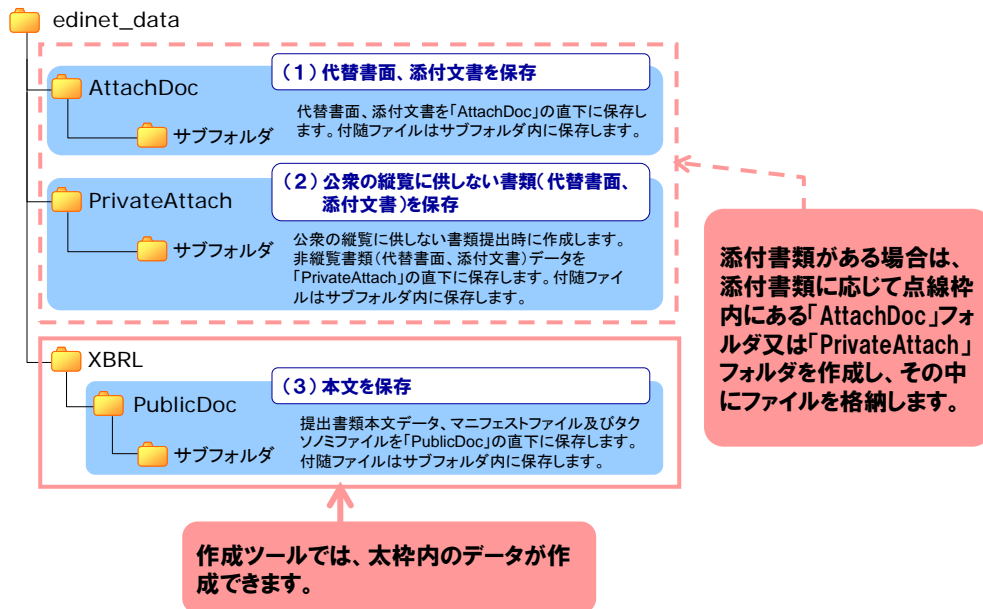 edinet_data
(1)代替書面、添付文書を保存
AttachDoc
代替書面、添付文書を「AttachDoc」の直下に保存し
ます。付随ファイルはサブフォルダ内に保存します。
サブフォルダ
(2)公衆の縦覧に供しない書類(代替書面、
添付文書)を保存
PrivateAttach
サブフォルダ
公衆の縦覧に供しない書類提出時に作成します。
非縦覧書類(代替書面、添付文書)データを
「PrivateAttach」の直下に保存します。付随ファイ
ルはサブフォルダ内に保存します。
添付書類がある場合は、
添付書類に応じて点線枠
内にある「AttachDoc」フォ
ルダ又は「PrivateAttach」
フォルダを作成し、その中
にファイルを格納します。
XBRL
(3)本文を保存
PublicDoc
提出書類本文データ、マニフェストファイル及びタク
ソノミファイルを「PublicDoc」の直下に保存します。
付随ファイルはサブフォルダ内に保存します。
サブフォルダ
作成ツールでは、太枠内のデータが作
成できます。